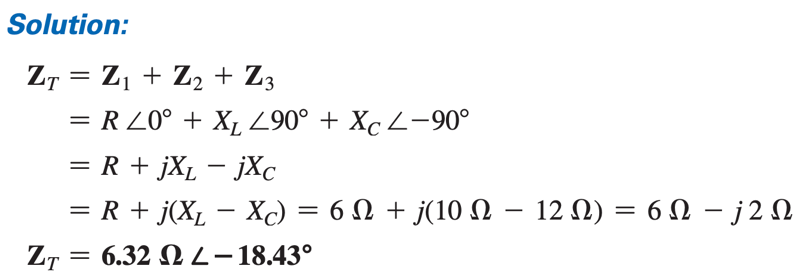 Solution:
Z_T = Z_1 + Z_2 + Z_3
= R ∠0° + X_L ∠90° + X_C ∠−90°
= R + jX_L − jX_C
= R + j(X_L − X_C) = 6 Ω + j(10 Ω − 12 Ω) = 6 Ω − j 2 Ω
Z_T = 6.32 Ω ∠−18.43°